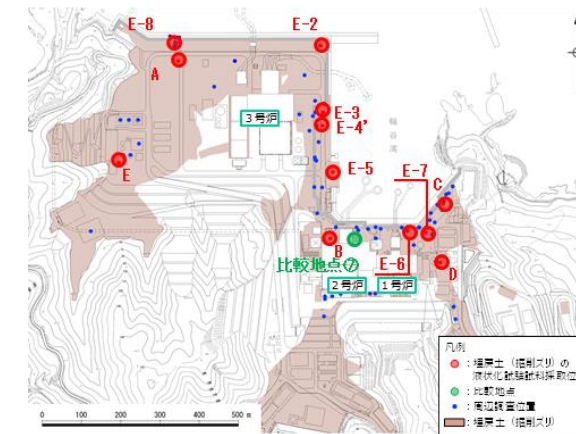 E-8
E-2
A
E-3
E-4'
3号炉
E-5
E
E-7
C
B
比較地点⑦
E-6
D
2号炉
1号炉
輪谷湾
凡例
：埋戻土（掘削ズリ）の
液状化試験試料採取位
：比較地点
：周辺調査位置
：埋戻土（掘削ズリ）
0 100 200 300 400 500 m